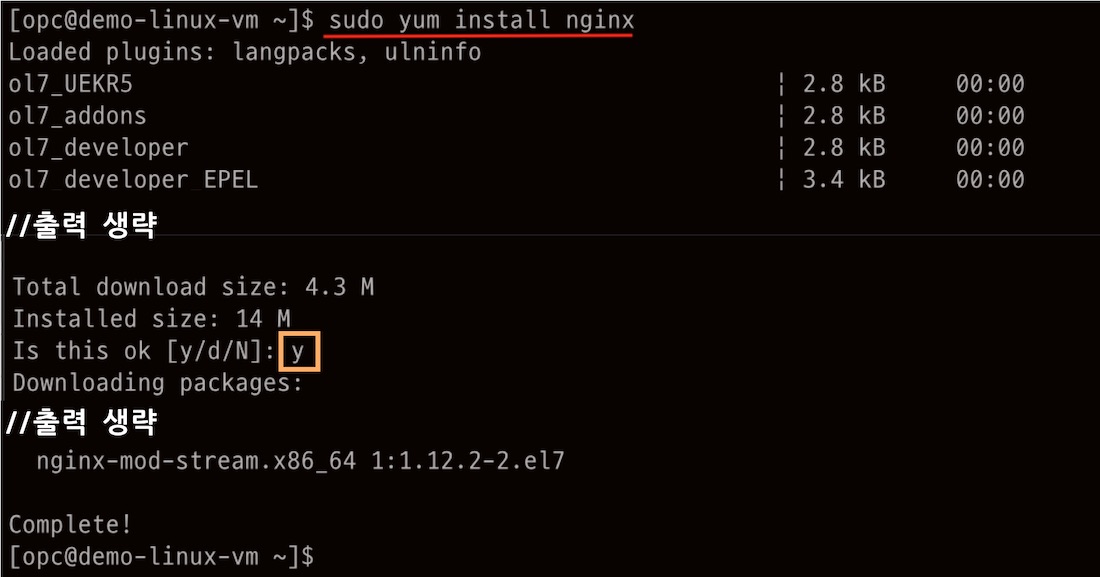 [opc@demo-linux-vm ~]$ sudo yum install nginx
Loaded plugins: langpacks, ulninfo
ol7_UEKR5 ¦ 2.8 kB 00:00
ol7_addons ¦ 2.8 kB 00:00
ol7_developer ¦ 2.8 kB 00:00
ol7_developer_EPEL ¦ 3.4 kB 00:00
//출력 생략
Total download size: 4.3 M
Installed size: 14 M
Is this ok [y/d/N]: y
Downloading packages:
//출력 생략
nginx-mod-stream.x86_64 1:1.12.2-2.el7
Complete!
[opc@demo-linux-vm ~]$